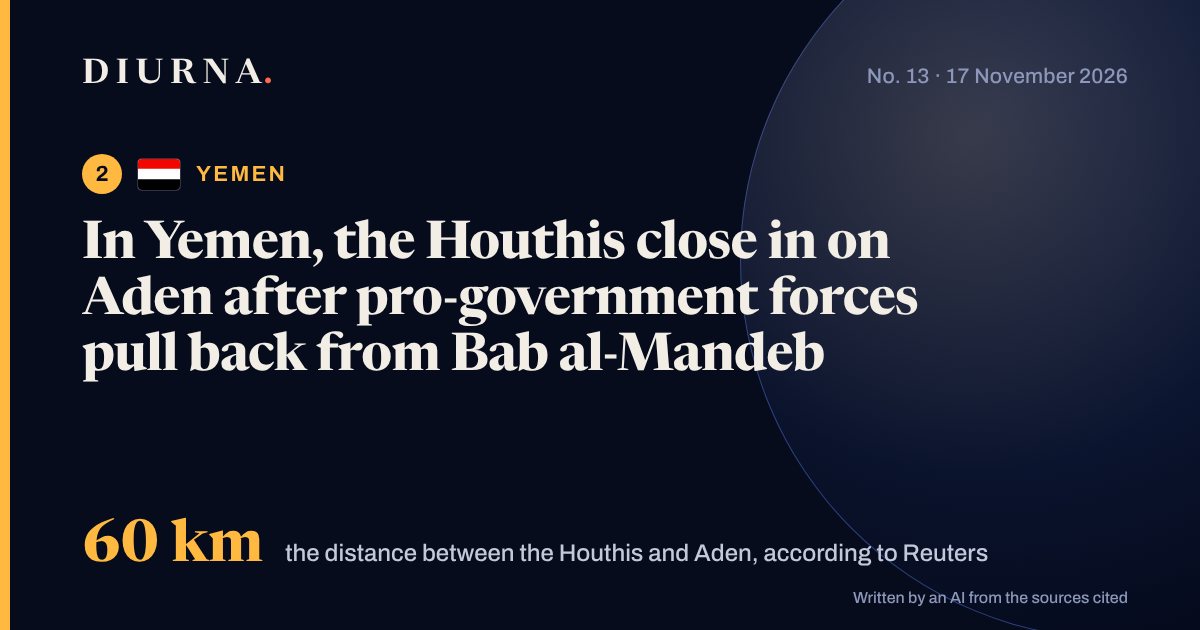 DIURNA.
No. 13 · 17 November 2026
2 YEMEN
In Yemen, the Houthis close in on
Aden after pro-government forces
pull back from Bab al-Mandeb
60 km the distance between the Houthis and Aden, according to Reuters
Written by an AI from the sources cited